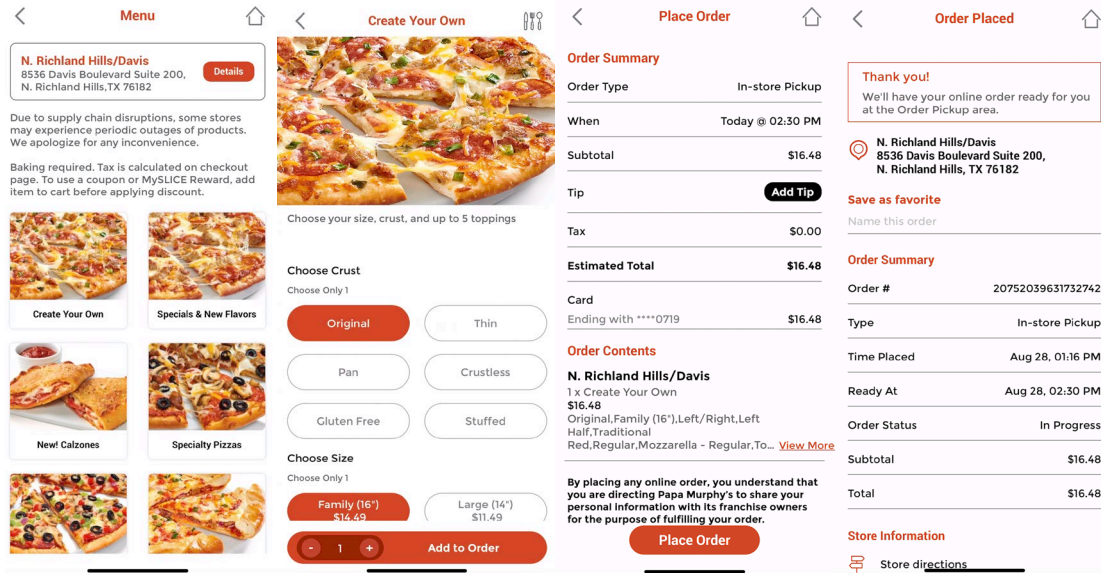 Menu
N. Richland Hills/Davis
8536 Davis Boulevard Suite 200,
N. Richland Hills,TX 76182
Details
Due to supply chain disruptions, some stores
may experience periodic outages of products.
We apologize for any inconvenience.
Baking required. Tax is calculated on checkout
page. To use a coupon or MySLICE Reward, add
item to cart before applying discount.
Create Your Own
Specials & New Flavors
New! Calzones
Specialty Pizzas
Create Your Own
Choose your size, crust, and up to 5 toppings
Choose Crust
Choose Only 1
Original
Thin
Pan
Crustless
Gluten Free
Stuffed
Choose Size
Choose Only 1
Family (16")
$14.49
Large (14")
$11.49
- 1 +
Add to Order
Place Order
Order Summary
Order Type In-store Pickup
When Today @ 02:30 PM
Subtotal $16.48
Tip Add Tip
Tax $0.00
Estimated Total $16.48
Card
Ending with ****0719 $16.48
Order Contents
N. Richland Hills/Davis
1 x Create Your Own
$16.48
Original,Family (16"),Left/Right,Left
Half,Traditional
Red,Regular,Mozzarella - Regular,To... View More
By placing any online order, you understand that
you are directing Papa Murphy's to share your
personal information with its franchise owners
for the purpose of fulfilling your order.
Place Order
Order Placed
Thank you!
We'll have your online order ready for you
at the Order Pickup area.
N. Richland Hills/Davis
8536 Davis Boulevard Suite 200,
N. Richland Hills, TX 76182
Save as favorite
Name this order
Order Summary
Order # 20752039631732742
Type In-store Pickup
Time Placed Aug 28, 01:16 PM
Ready At Aug 28, 02:30 PM
Order Status In Progress
Subtotal $16.48
Total $16.48
Store Information
Store directions